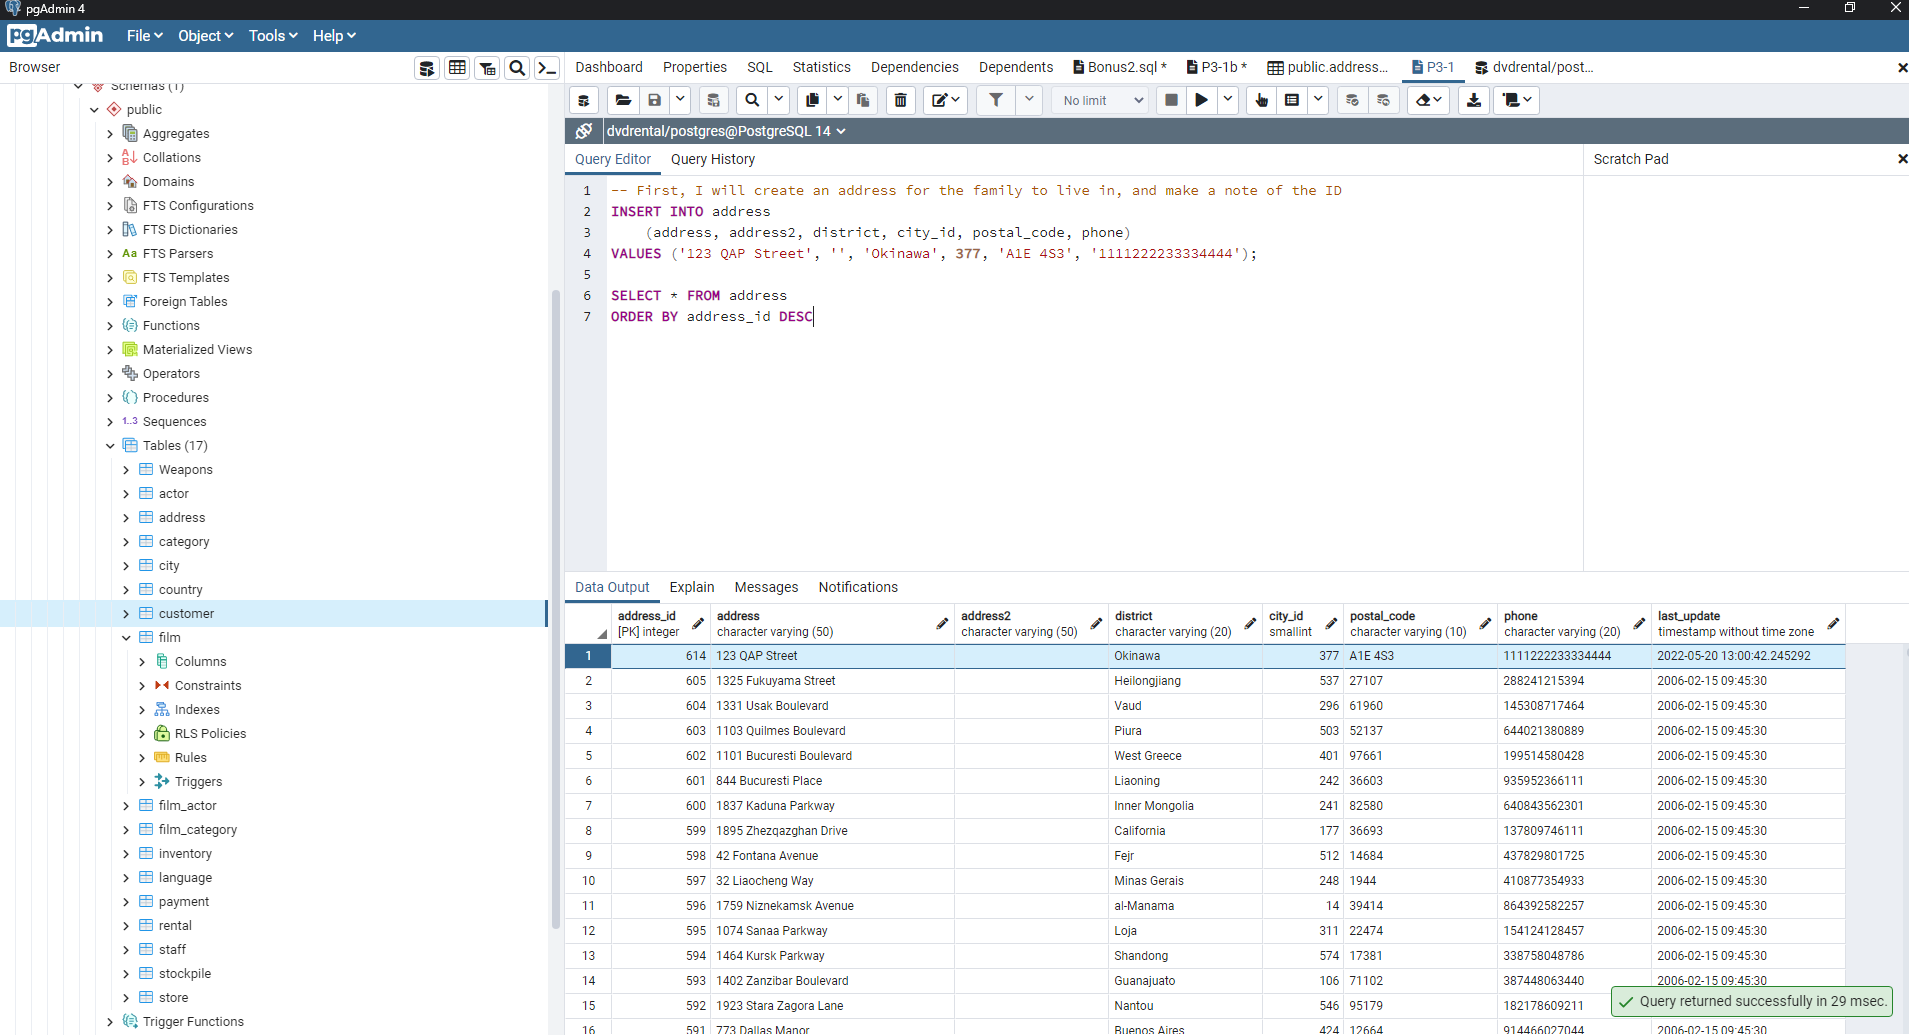 pgAdmin 4
pgAdmin File Object Tools Help
Browser
Dashboard Properties SQL Statistics Dependencies Dependents Bonus2.sql * P3-1b * public.address... P3-1 dvdrental/post...
No limit
dvdrental/postgres@PostgreSQL 14
Query Editor Query History
Scratch Pad
Schemas (1)
public
Aggregates
Collations
Domains
FTS Configurations
FTS Dictionaries
FTS Parsers
FTS Templates
Foreign Tables
Functions
Materialized Views
Operators
Procedures
1..3 Sequences
Tables (17)
Weapons
actor
address
category
city
country
customer
film
Columns
Constraints
Indexes
RLS Policies
Rules
Triggers
film_actor
film_category
inventory
language
payment
rental
staff
stockpile
store
Trigger Functions
1 -- First, I will create an address for the family to live in, and make a note of the ID
2 INSERT INTO address
3 (address, address2, district, city_id, postal_code, phone)
4 VALUES ('123 QAP Street', '', 'Okinawa', 377, 'A1E 4S3', '1111222233334444');
5
6 SELECT * FROM address
7 ORDER BY address_id DESC
Data Output Explain Messages Notifications
address_id address address2 district city_id postal_code phone last_update
[PK] integer character varying (50) character varying (50) character varying (20) smallint character varying (10) character varying (20) timestamp without time zone
1 614 123 QAP Street Okinawa 377 A1E 4S3 1111222233334444 2022-05-20 13:00:42.245292
2 605 1325 Fukuyama Street Heilongjiang 537 27107 288241215394 2006-02-15 09:45:30
3 604 1331 Usak Boulevard Vaud 296 61960 145308717464 2006-02-15 09:45:30
4 603 1103 Quilmes Boulevard Piura 503 52137 644021380889 2006-02-15 09:45:30
5 602 1101 Bucuresti Boulevard West Greece 401 97661 199514580428 2006-02-15 09:45:30
6 601 844 Bucuresti Place Liaoning 242 36603 935952366111 2006-02-15 09:45:30
7 600 1837 Kaduna Parkway Inner Mongolia 241 82580 640843562301 2006-02-15 09:45:30
8 599 1895 Zhezqazghan Drive California 177 36693 137809746111 2006-02-15 09:45:30
9 598 42 Fontana Avenue Fejr 512 14684 437829801725 2006-02-15 09:45:30
10 597 32 Liaocheng Way Minas Gerais 248 1944 410877354933 2006-02-15 09:45:30
11 596 1759 Niznekamsk Avenue al-Manama 14 39414 864392582257 2006-02-15 09:45:30
12 595 1074 Sanaa Parkway Loja 311 22474 154124128457 2006-02-15 09:45:30
13 594 1464 Kursk Parkway Shandong 574 17381 338758048786 2006-02-15 09:45:30
14 593 1402 Zanzibar Boulevard Guanajuato 106 71102 387448063440 2006-02-15 09:45:30
15 592 1923 Stara Zagora Lane Nantou 546 95179 182178609211
16 591 773 Dallas Manor Buenos Aires 424 12664 914466027044 2006-02-15 09:45:30
Query returned successfully in 29 msec.